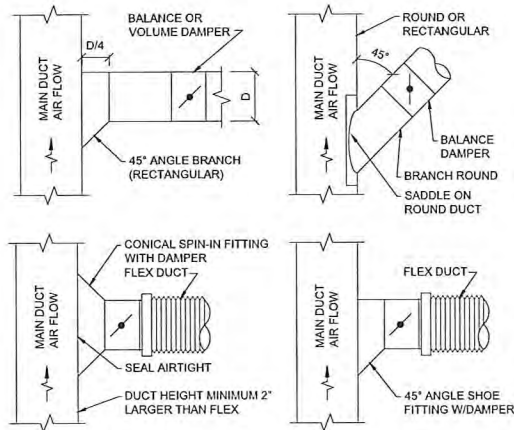 BALANCE OR
VOLUME DAMPER
D/4
MAIN DUCT
AIR FLOW
D
45° ANGLE BRANCH
(RECTANGULAR)
ROUND OR
RECTANGULAR
45°
MAIN DUCT
AIR FLOW
BALANCE
DAMPER
BRANCH ROUND
SADDLE ON
ROUND DUCT
CONICAL SPIN-IN FITTING
WITH DAMPER
FLEX DUCT
MAIN DUCT
AIR FLOW
SEAL AIRTIGHT
DUCT HEIGHT MINIMUM 2"
LARGER THAN FLEX
FLEX DUCT
MAIN DUCT
AIR FLOW
45° ANGLE SHOE
FITTING W/DAMPER